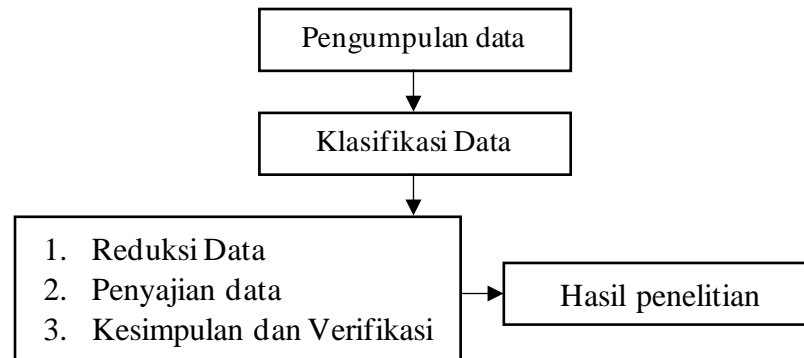 Pengumpulan data
Klasifikasi Data
1. Reduksi Data
2. Penyajian data
3. Kesimpulan dan Verifikasi
Hasil penelitian